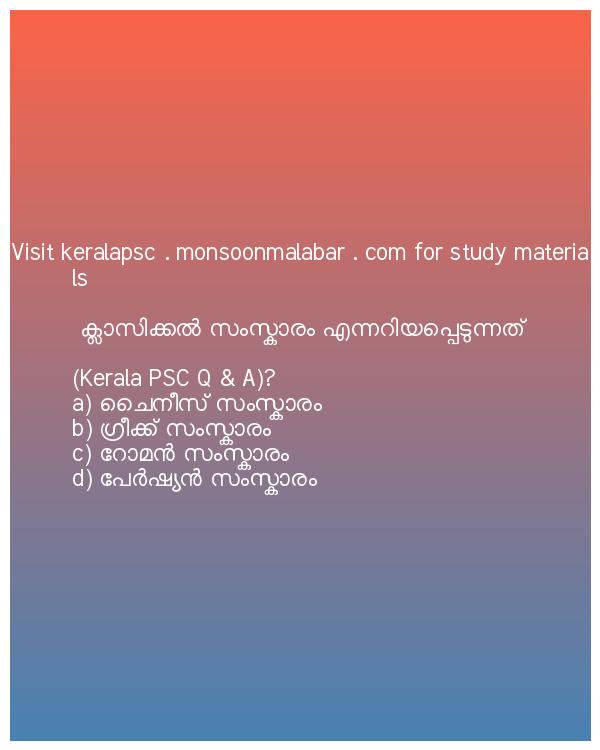 Visit keralapsc . monsoonmalabar . com for study materia
ls
ക്ലാസിക്കൽ സംസ്കാരം എന്നറിയപ്പെടുന്നത്
(Kerala PSC Q & A)?
a) ചൈനീസ് സംസ്കാരം
b) ഗ്രീക്ക് സംസ്കാരം
c) റോമൻ സംസ്കാരം
d) പേർഷ്യൻ സംസ്കാരം